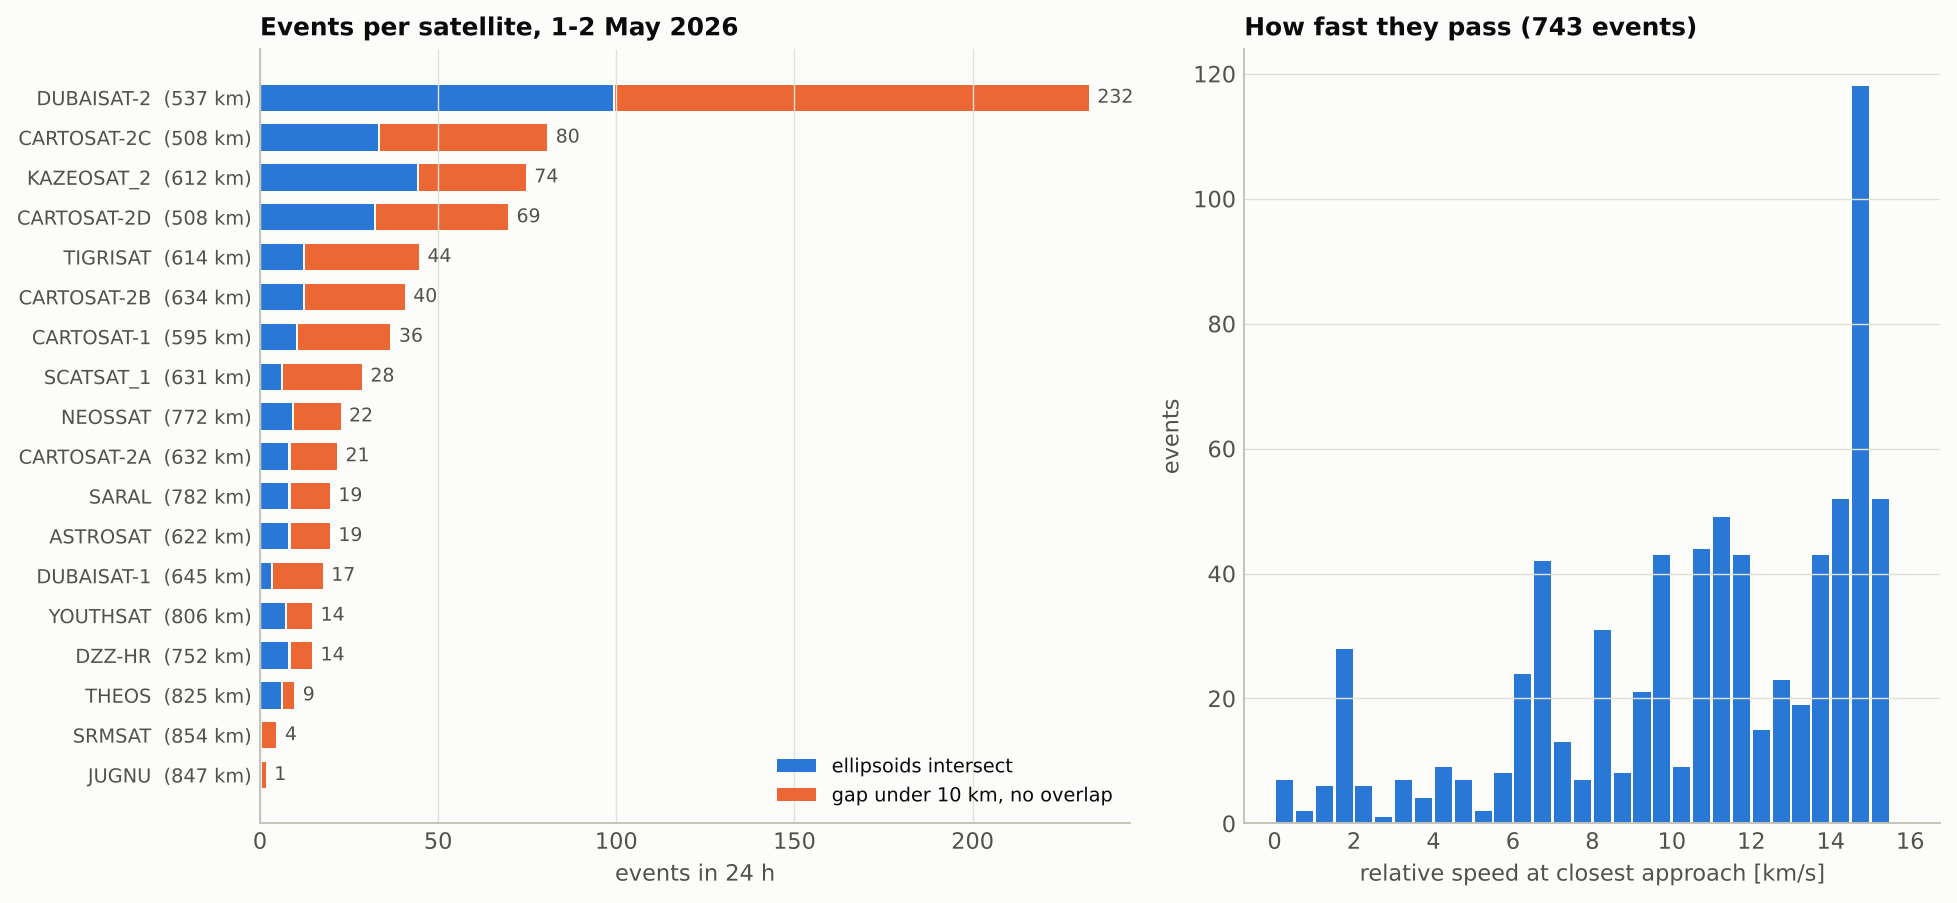 Events per satellite, 1-2 May 2026
DUBAISAT-2 (537 km) 232
CARTOSAT-2C (508 km) 80
KAZEOSAT_2 (612 km) 74
CARTOSAT-2D (508 km) 69
TIGRISAT (614 km) 44
CARTOSAT-2B (634 km) 40
CARTOSAT-1 (595 km) 36
SCATSAT_1 (631 km) 28
NEOSSAT (772 km) 22
CARTOSAT-2A (632 km) 21
SARAL (782 km) 19
ASTROSAT (622 km) 19
DUBAISAT-1 (645 km) 17
YOUTHSAT (806 km) 14
DZZ-HR (752 km) 14
THEOS (825 km) 9
SRMSAT (854 km) 4
JUGNU (847 km) 1
ellipsoids intersect
gap under 10 km, no overlap
0 50 100 150 200
events in 24 h
How fast they pass (743 events)
120
100
80
60
40
20
0
events
0 2 4 6 8 10 12 14 16
relative speed at closest approach [km/s]